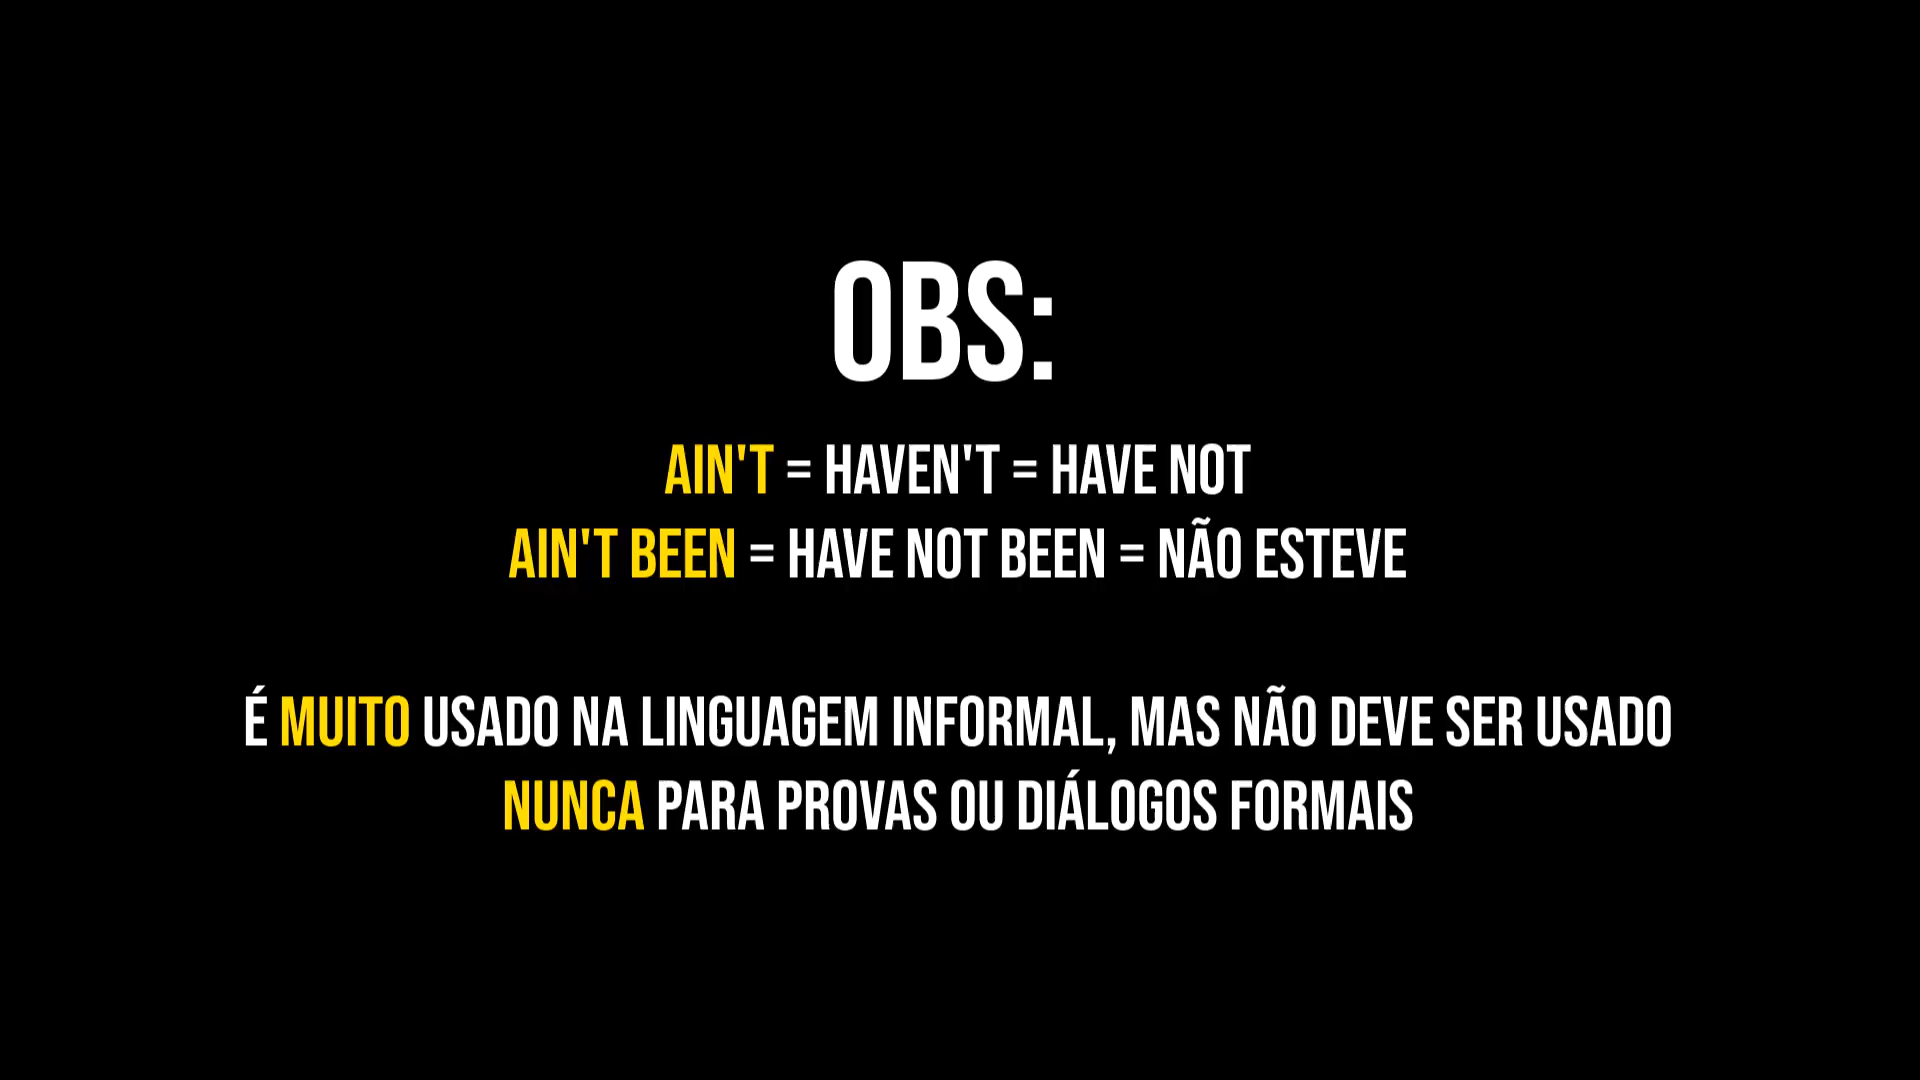 OBS:
AIN'T = HAVEN'T = HAVE NOT
AIN'T BEEN = HAVE NOT BEEN = NÃO ESTEVE
É MUITO USADO NA LINGUAGEM INFORMAL, MAS NÃO DEVE SER USADO
NUNCA PARA PROVAS OU DIÁLOGOS FORMAIS